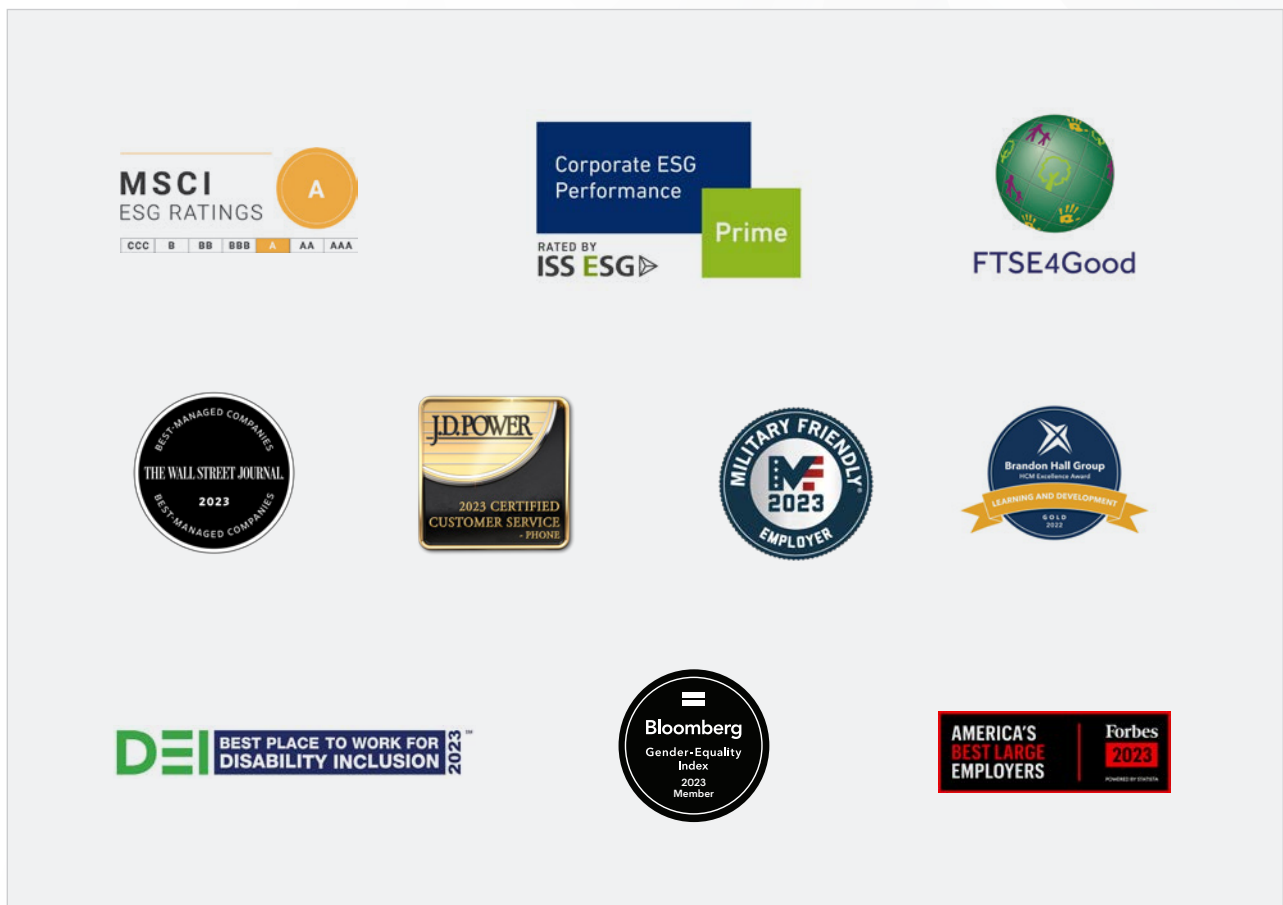 MSCI
ESG RATINGS
A
CCC B BB BBB A AA AAA
Corporate ESG
Performance
Prime
RATED BY
ISS ESG
FTSE4Good
BEST-MANAGED COMPANIES
THE WALL STREET JOURNAL.
2023
BEST-MANAGED COMPANIES
J.D.POWER
2023 CERTIFIED
CUSTOMER SERVICE
- PHONE
MILITARY FRIENDLY®
2023
EMPLOYER
Brandon Hall Group
HCM Excellence Award
LEARNING AND DEVELOPMENT
GOLD
2022
DEI BEST PLACE TO WORK FOR
DISABILITY INCLUSION
2023™
Bloomberg
Gender-Equality
Index
2023
Member
AMERICA'S
BEST LARGE
EMPLOYERS
Forbes
2023
POWERED BY STATISTA